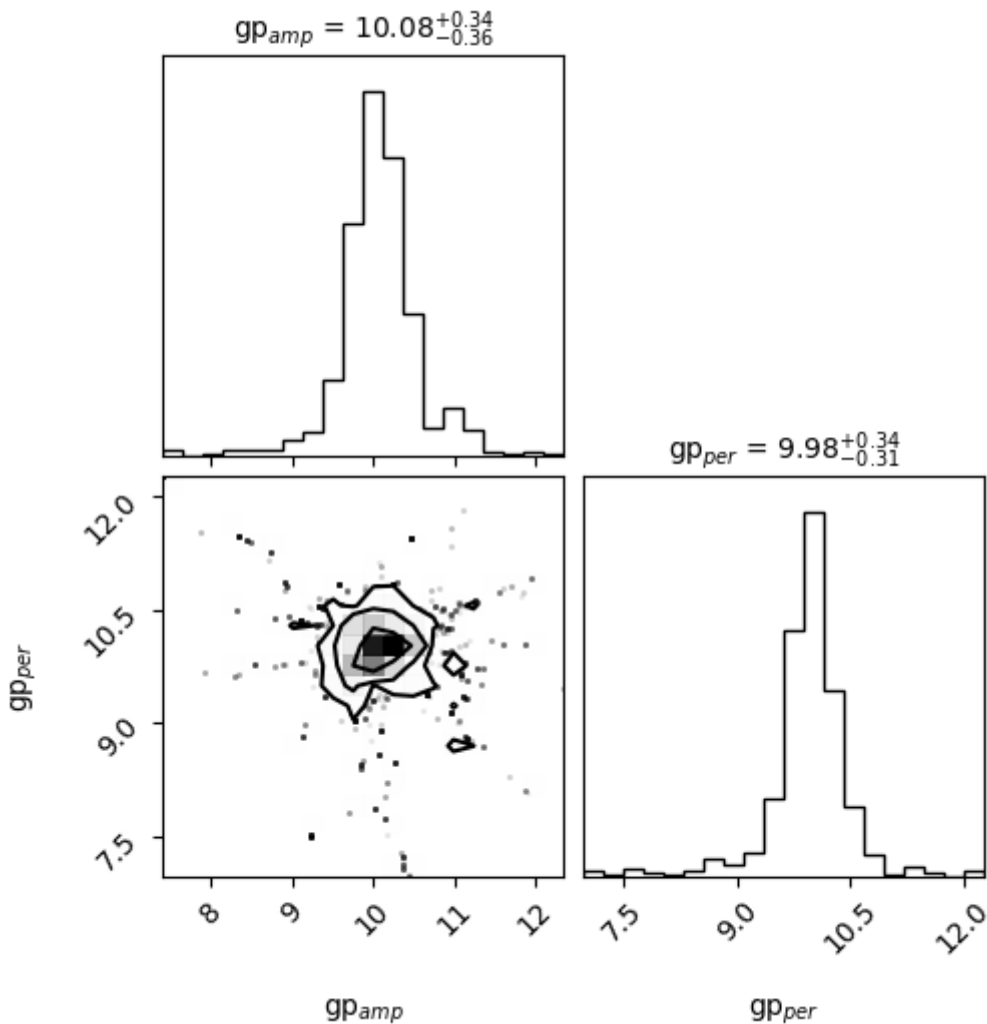 gp_amp = 10.08^{+0.34}_{-0.36}
gp_per = 9.98^{+0.34}_{-0.31}
12.0
10.5
9.0
7.5
gp_per
8 9 10 11 12
7.5 9.0 10.5 12.0
gp_amp
gp_per